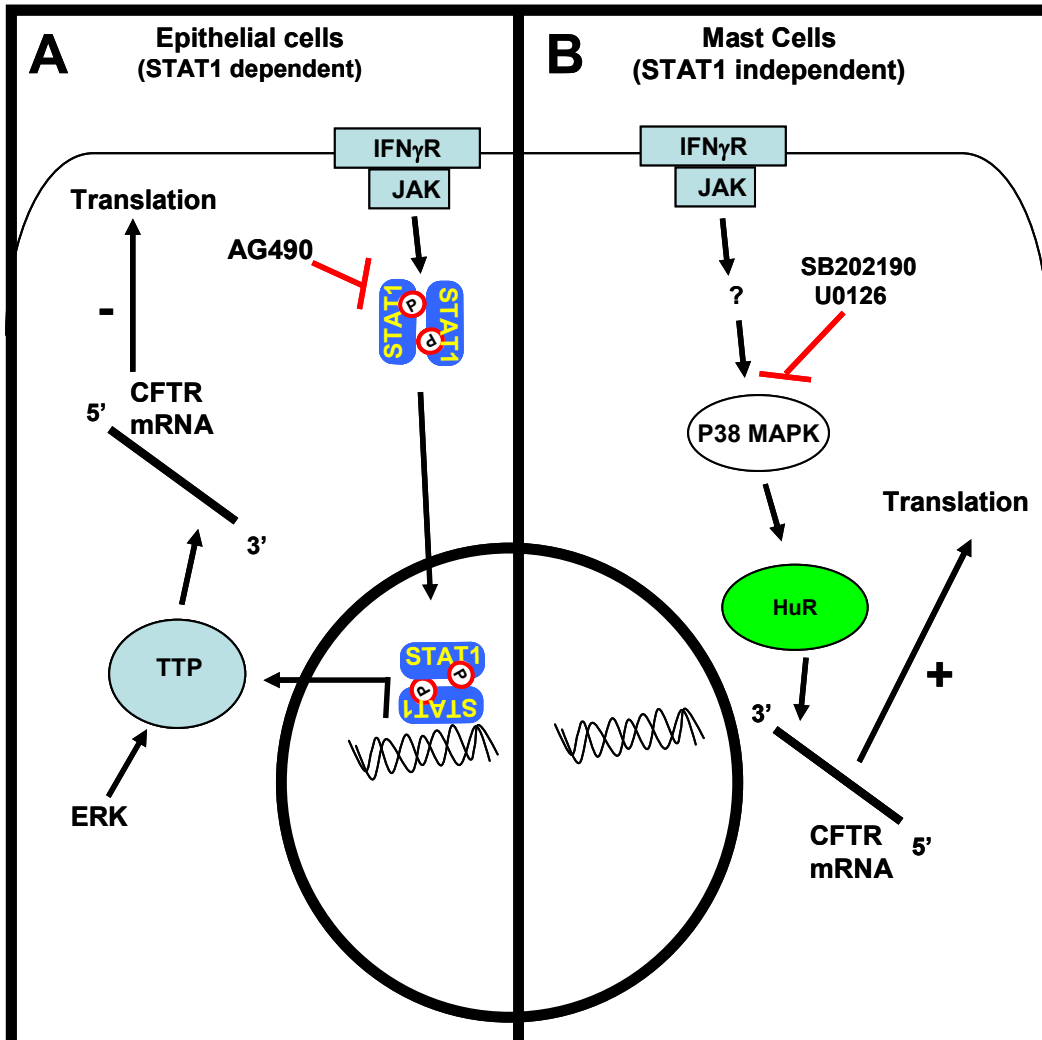 A
Epithelial cells
(STAT1 dependent)
IFNγR
JAK
Translation
AG490
-
STAT1
P
STAT1
P
CFTR
mRNA
5’
3’
TTP
ERK
STAT1
P
STAT1
P
B
Mast Cells
(STAT1 independent)
IFNγR
JAK
SB202190
U0126
?
P38 MAPK
Translation
HuR
+
3’
CFTR
mRNA
5’